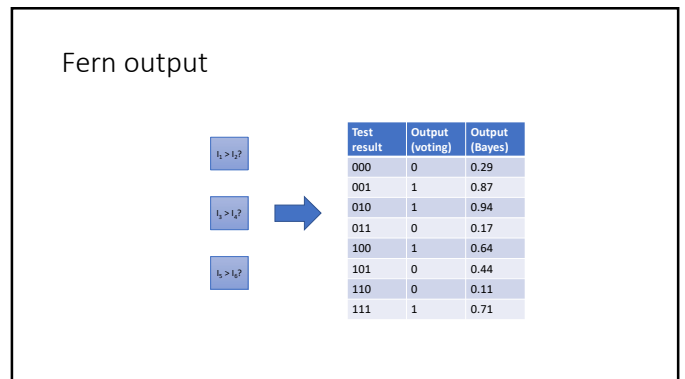 Fern output
I₁ > I₂?
I₃ > I₄?
I₅ > I₆?
Test result Output (voting) Output (Bayes)
000 0 0.29
001 1 0.87
010 1 0.94
011 0 0.17
100 1 0.64
101 0 0.44
110 0 0.11
111 1 0.71